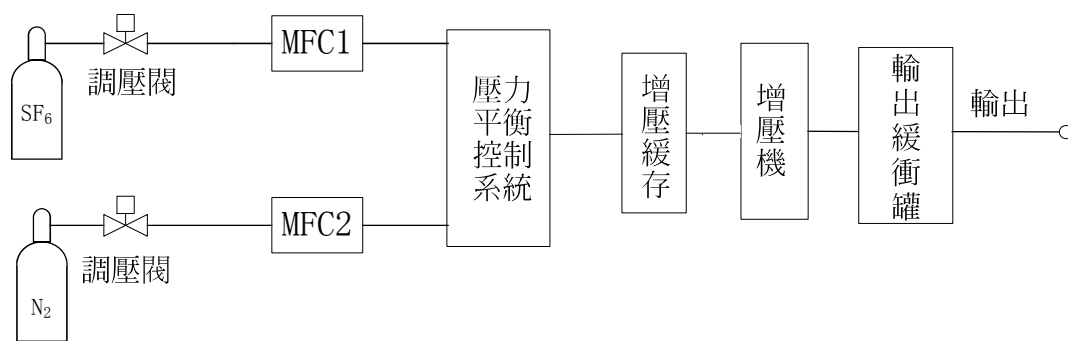 SF₆
調壓閥
MFC1
N₂
調壓閥
MFC2
壓力
平衡
控制
系統
增壓緩存
增壓機
輸出緩衝罐
輸出